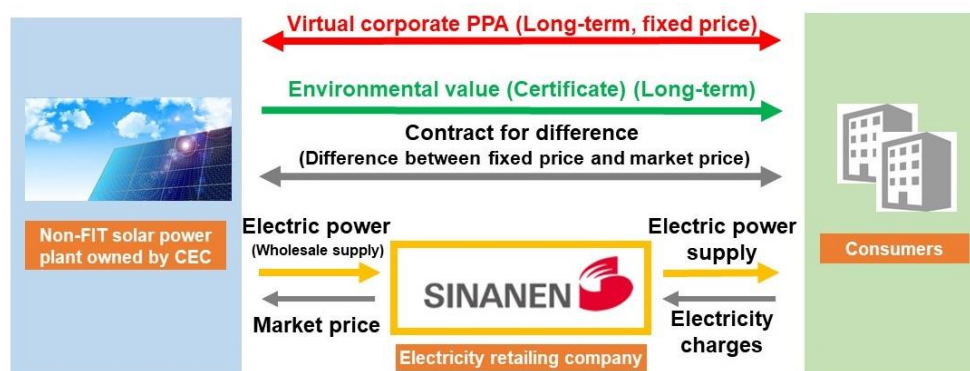 Virtual corporate PPA (Long-term, fixed price)
Environmental value (Certificate) (Long-term)
Contract for difference
(Difference between fixed price and market price)
Non-FIT solar power
plant owned by CEC
Consumers
Electric power
(Wholesale supply)
Market price
SINANEN
Electricity retailing company
Electric power
supply
Electricity
charges